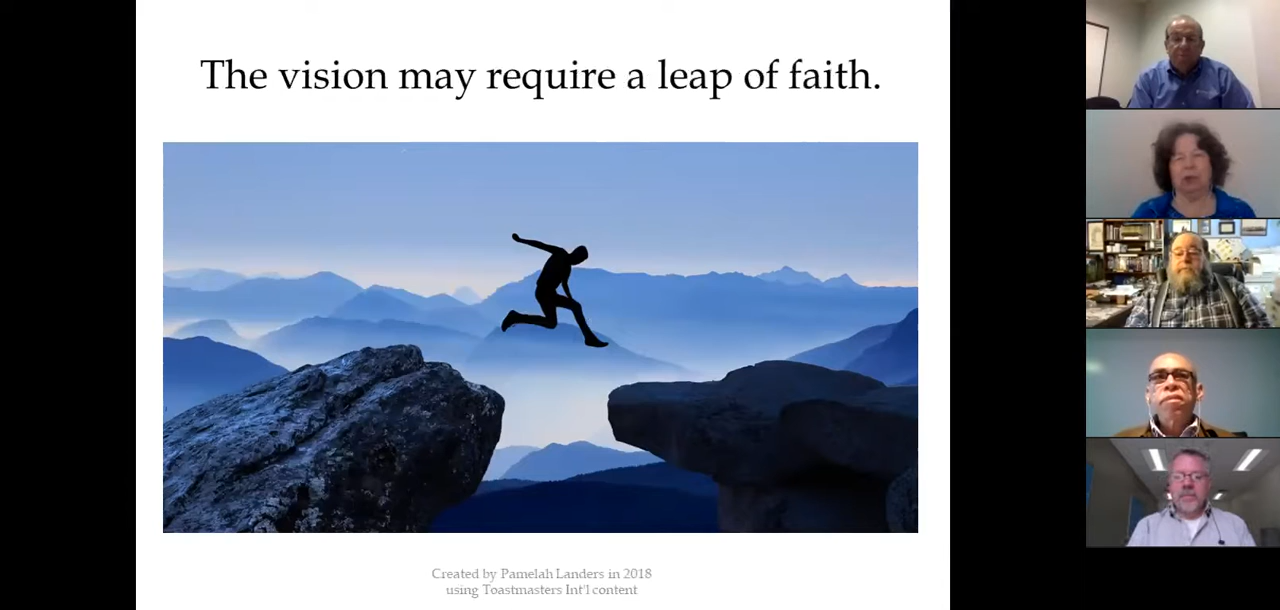 The vision may require a leap of faith.
Created by Pamelah Landers in 2018
using Toastmasters Int'l content